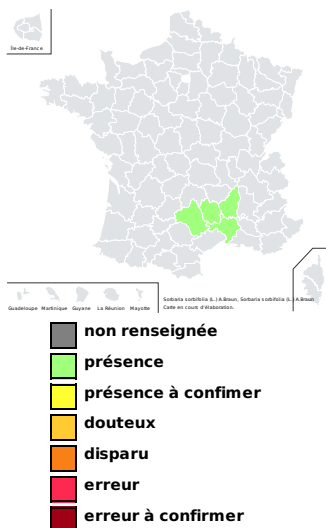 Île-de-France
Guadeloupe Martinique Guyane La Réunion Mayotte
Sorbaria sorbifolia (L.) A.Braun, Sorbaria sorbifolia (L.) A.Braun
Carte en cours d'élaboration.
non renseignée
présence
présence à confimer
douteux
disparu
erreur
erreur à confirmer